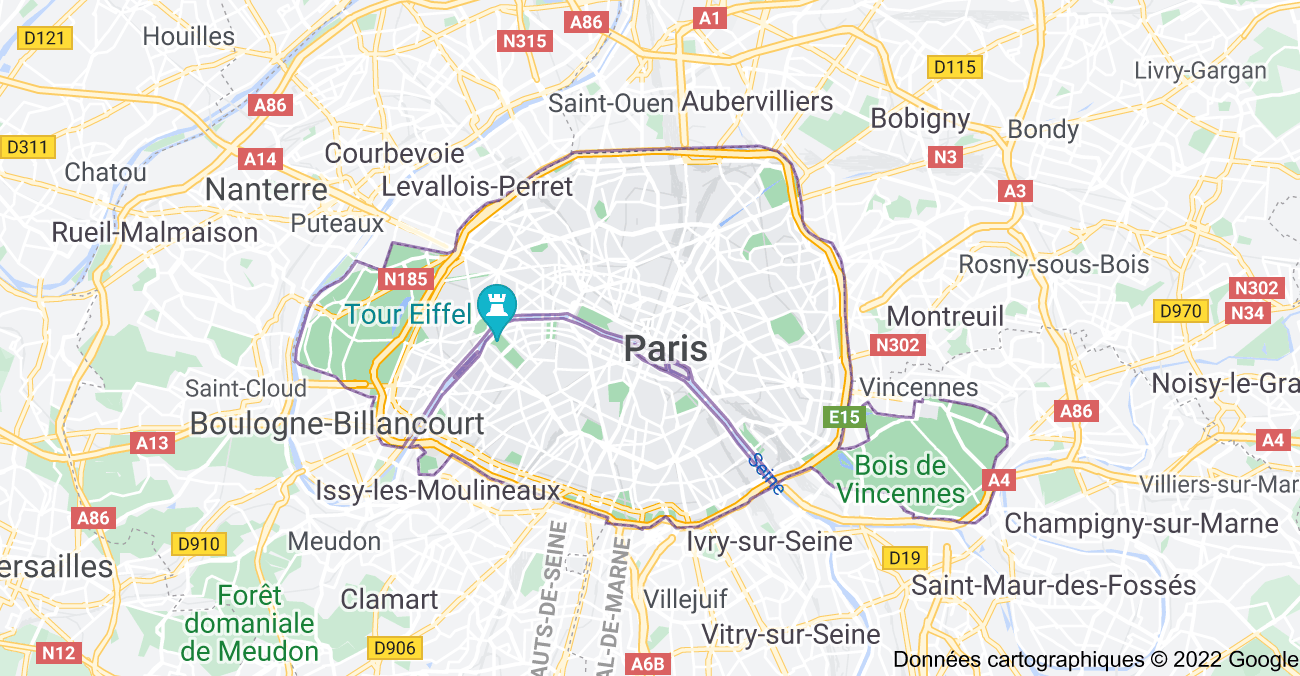 A1
A86
D121
Houilles
N315
D115
Livry-Gargan
A86
Saint-Ouen
Aubervilliers
Bobigny
Bondy
D311
A14
Courbevoie
N3
Chatou
Nanterre
Levallois-Perret
A3
Puteaux
Rueil-Malmaison
Rosny-sous-Bois
N185
N302
Tour Eiffel
D970
N34
Montreuil
Paris
N302
Saint-Cloud
Vincennes
Noisy-le-Gra
Boulogne-Billancourt
E15
A86
A13
A4
Seine
Bois de
Vincennes
A4
Issy-les-Moulineaux
Villiers-sur-Mar
A86
Champigny-sur-Marne
D910
Meudon
Ivry-sur-Seine
D19
ersailles
AUTS-DE-SEINE
AL-DE-MARNE
Saint-Maur-des-Fossés
Forêt
domaniale
de Meudon
Clamart
Villejuif
Vitry-sur-Seine
N12
D906
A6B
Données cartographiques © 2022 Google